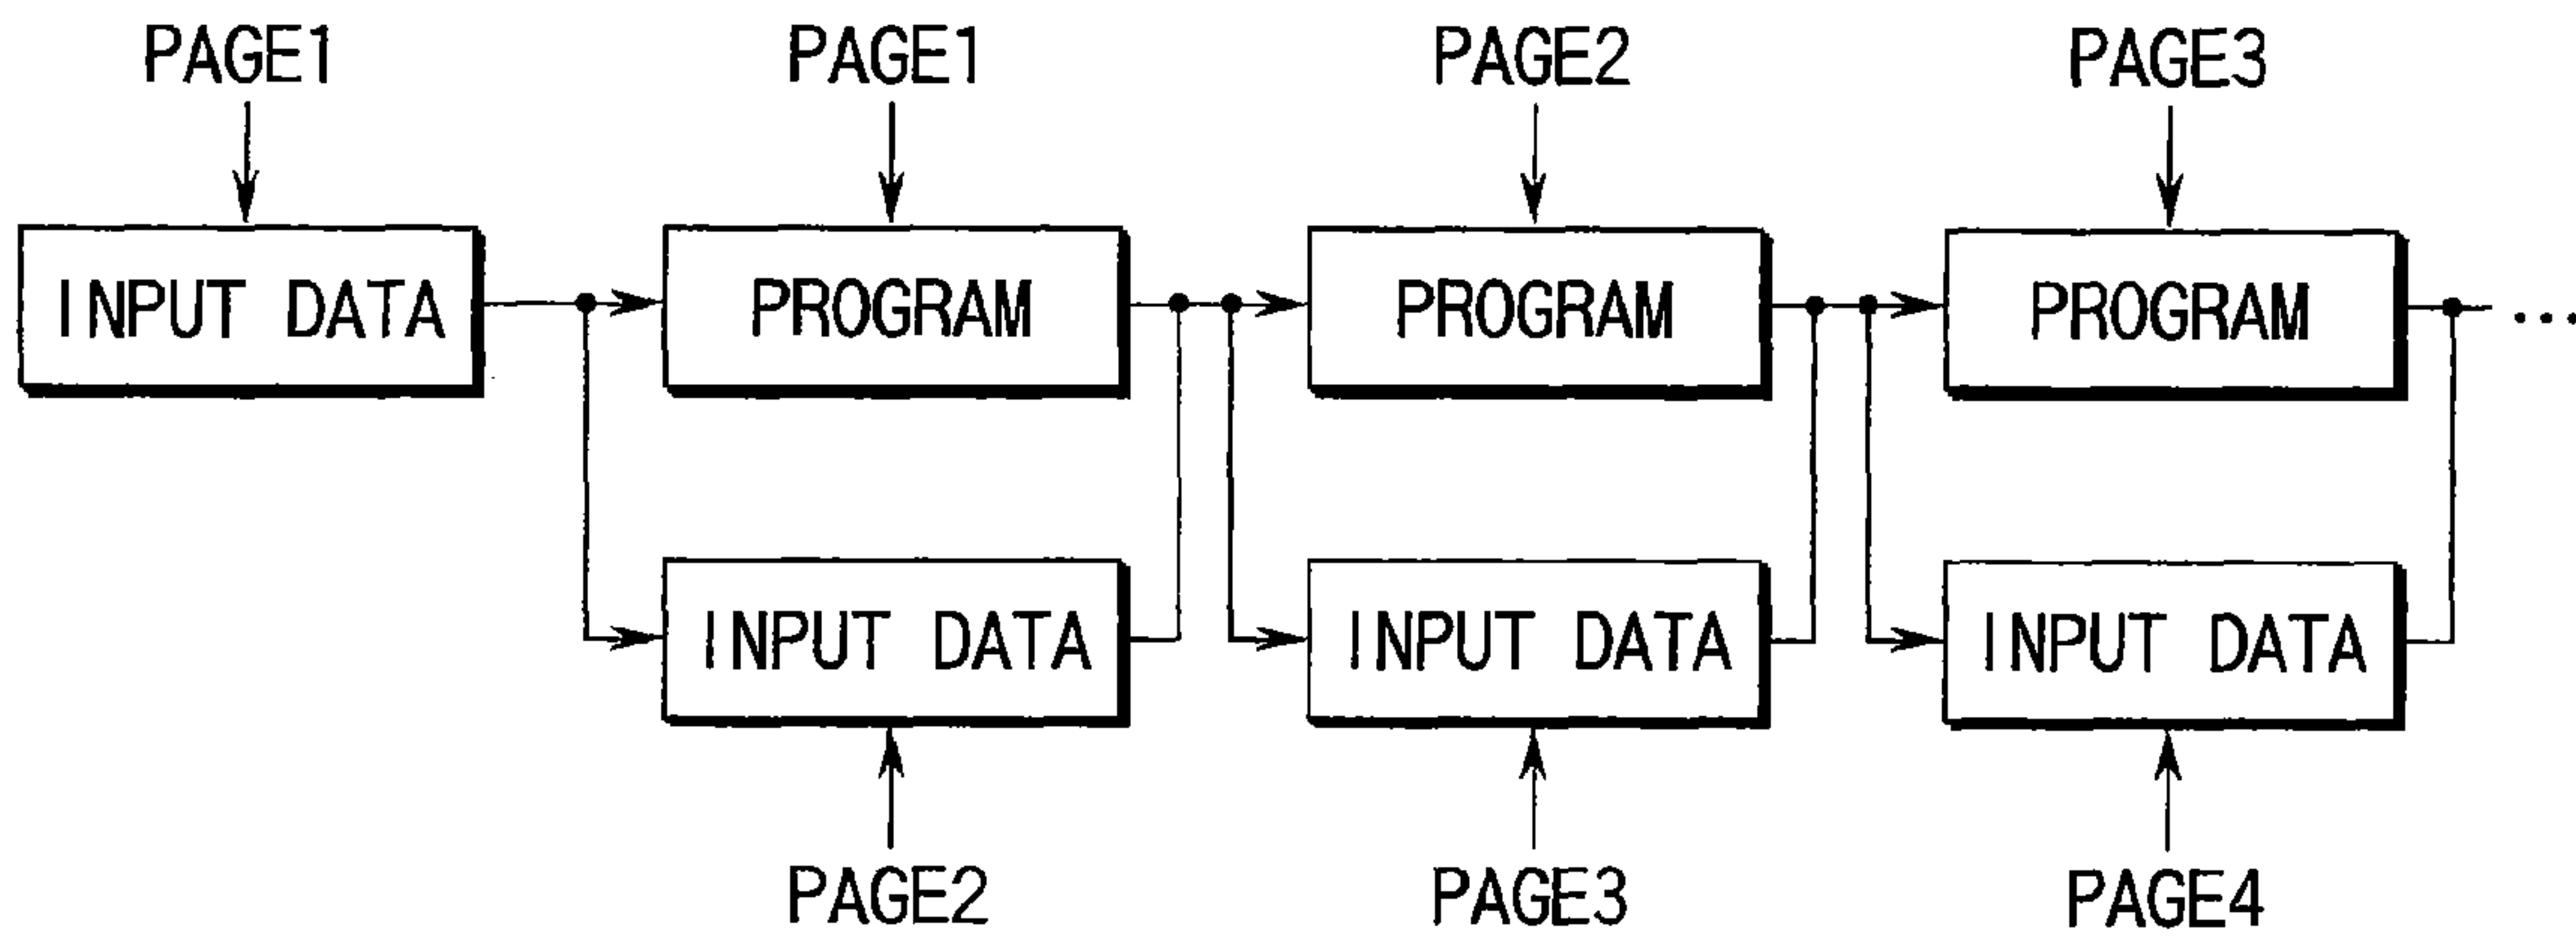 PAGE1 PAGE1 PAGE2 PAGE3
INPUT DATA PROGRAM PROGRAM PROGRAM ...
INPUT DATA INPUT DATA INPUT DATA
PAGE2 PAGE3 PAGE4